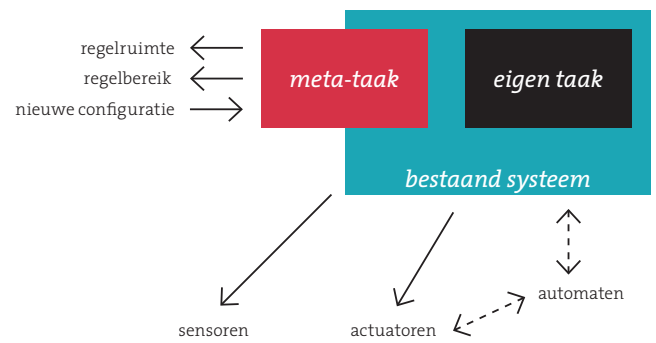 regelruimte
regelbereik
nieuwe configuratie
meta-taak
eigen taak
bestaand systeem
automaten
sensoren
actuatoren